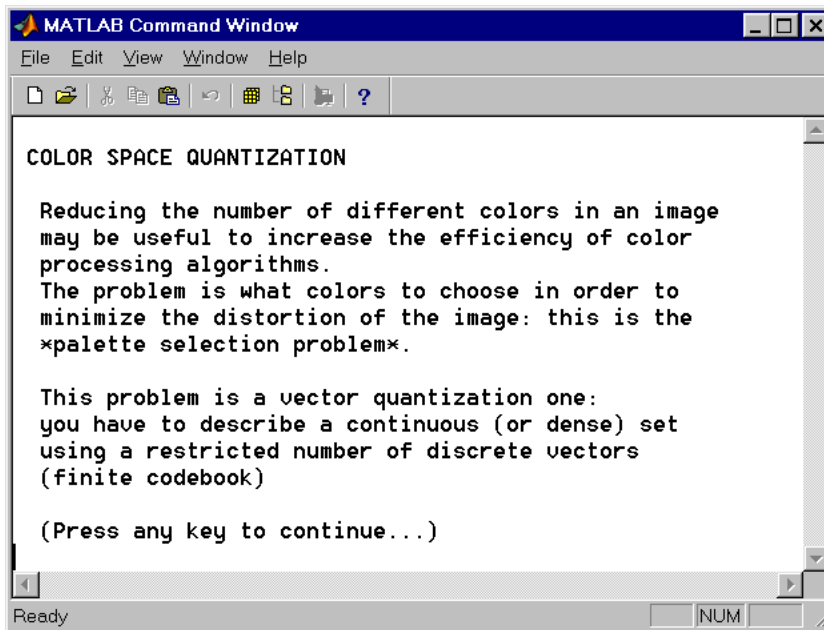 MATLAB Command Window
File Edit View Window Help
?
COLOR SPACE QUANTIZATION
Reducing the number of different colors in an image
may be useful to increase the efficiency of color
processing algorithms.
The problem is what colors to choose in order to
minimize the distortion of the image: this is the
*palette selection problem*.
This problem is a vector quantization one:
you have to describe a continuous (or dense) set
using a restricted number of discrete vectors
(finite codebook)
(Press any key to continue...)
Ready NUM